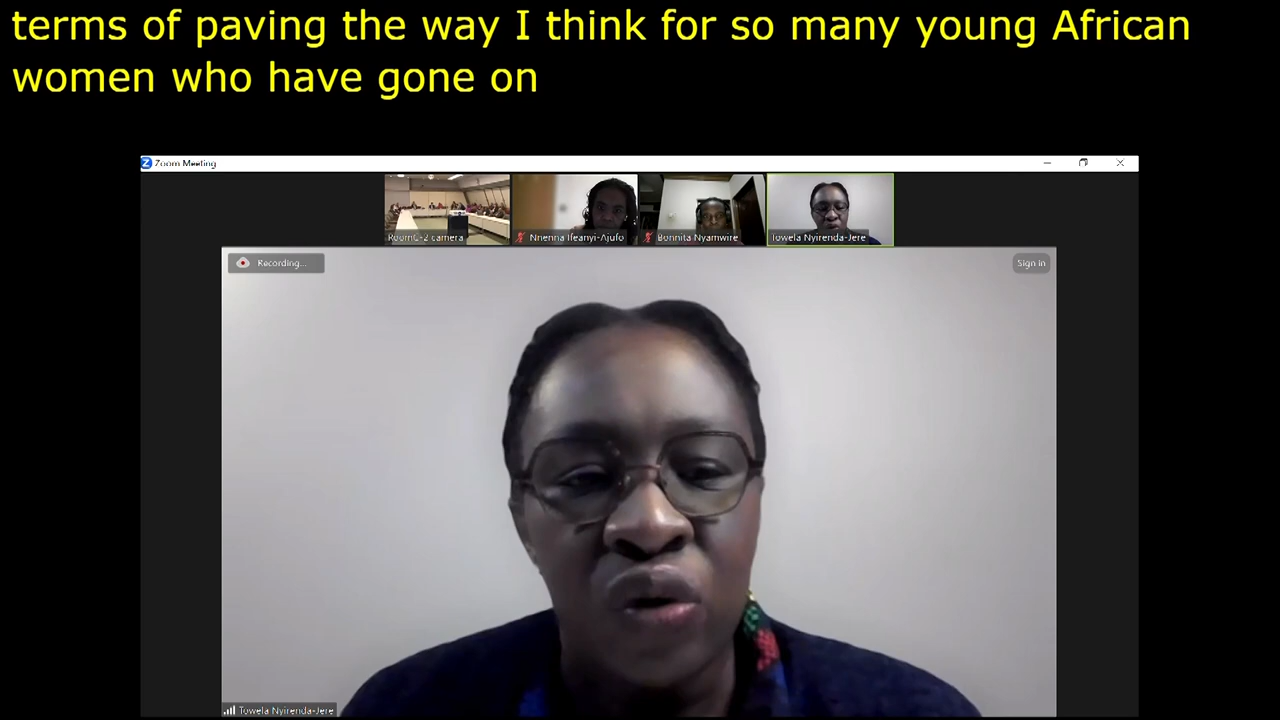 terms of paving the way I think for so many young African
women who have gone on
Zoom Meeting
RoomC-2 camera
Nnenna Ifeanyi-Ajufo
Bonnita Nyamwire
Towela Nyirenda-Jere
Recording...
Sign in
Towela Nyirenda-Jere